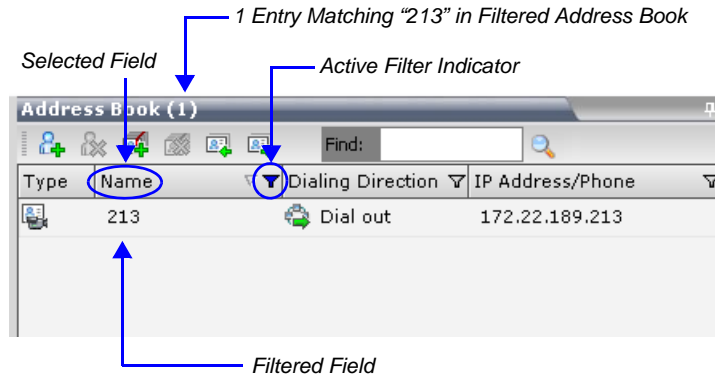 1 Entry Matching “213” in Filtered Address Book
Selected Field
Active Filter Indicator
Address Book (1)
Find:
Type Name Dialing Direction IP Address/Phone
213 Dial out 172.22.189.213
Filtered Field